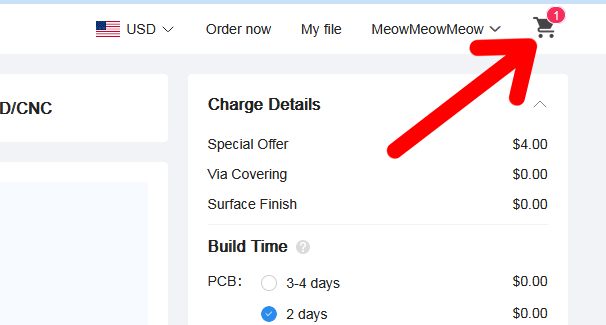 USD Order now My file MeowMeowMeow 1
D/CNC
Charge Details
Special Offer $4.00
Via Covering $0.00
Surface Finish $0.00
Build Time ?
PCB: 3-4 days $0.00
2 days $0.00